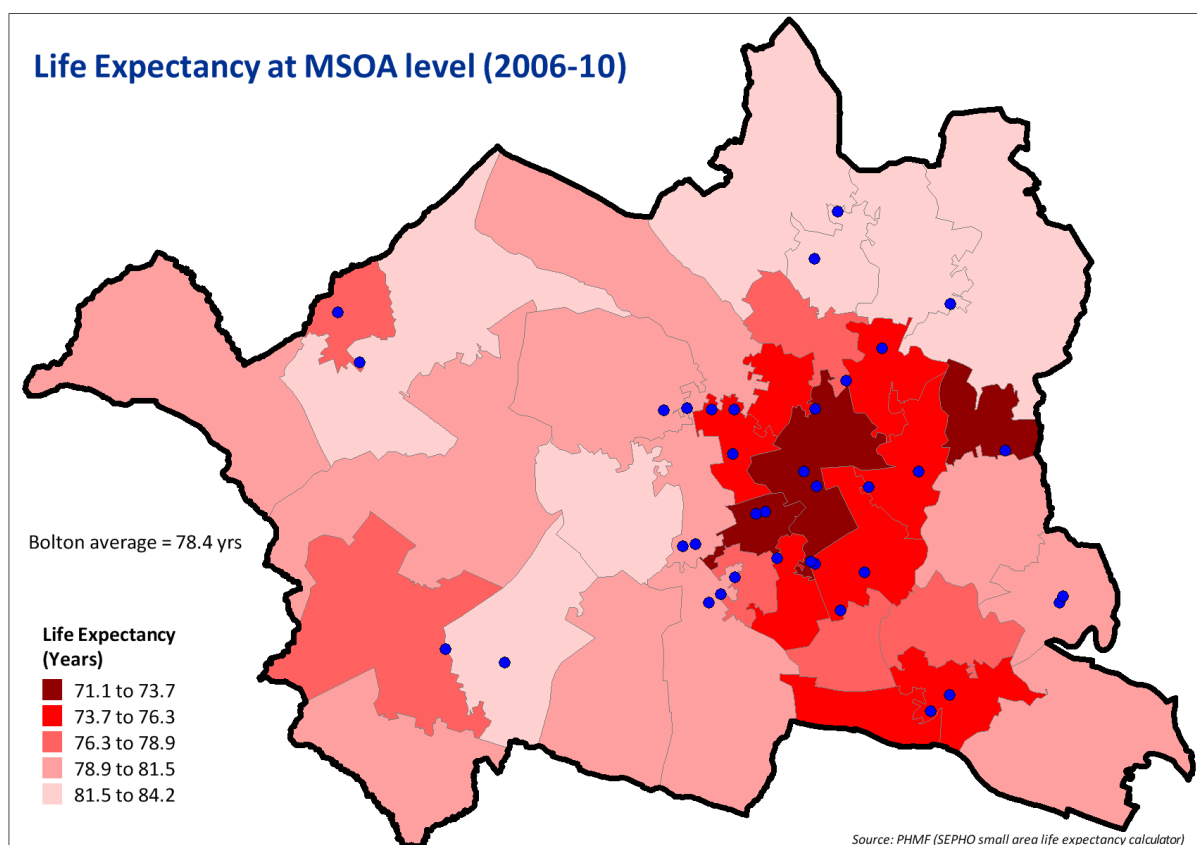 Life Expectancy at MSOA level (2006-10)
Bolton average = 78.4 yrs
Life Expectancy
(Years)
71.1 to 73.7
73.7 to 76.3
76.3 to 78.9
78.9 to 81.5
81.5 to 84.2
Source: PHMF (SEPHO small area life expectancy calculator)